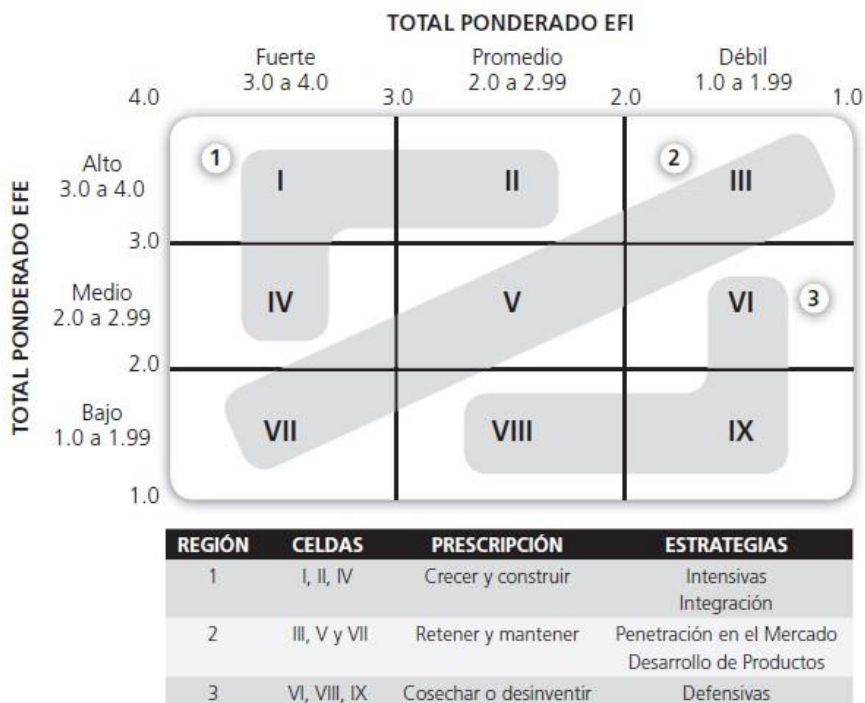 TOTAL PONDERADO EFI
Fuerte Promedio Débil
3.0 a 4.0 2.0 a 2.99 1.0 a 1.99
4.0 3.0 2.0 1.0
TOTAL PONDERADO EFE
Alto
3.0 a 4.0
1 I II 2 III
3.0
Medio
2.0 a 2.99
IV V VI 3
2.0
Bajo
1.0 a 1.99
VII VIII IX
1.0
REGIÓN CELDAS PRESCRIPCIÓN ESTRATEGIAS
1 I, II, IV Crecer y construir Intensivas
Integración
2 III, V y VII Retener y mantener Penetración en el Mercado
Desarrollo de Productos
3 VI, VIII, IX Cosechar o desinventir Defensivas